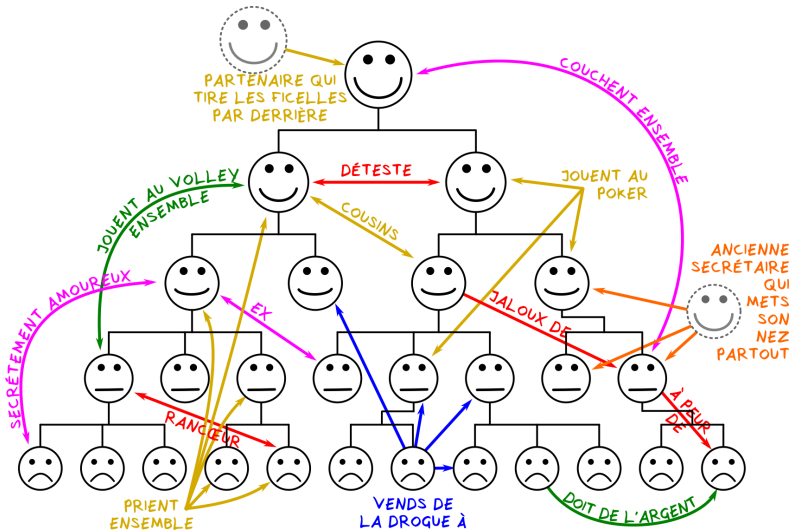 COUCHENT ENSEMBLE
PARTENAIRE QUI
TIRE LES FICELLES
PAR DERRIÈRE
JOUENT AU VOLLEY
ENSEMBLE
DÉTESTE
JOUENT AU
POKER
COUSINS
ANCIENNE
SECRÉTAIRE
QUI
METS
SON
NEZ
PARTOUT
SECRÉTEMENT AMOUREUX
EX
JALOUX DE
RANCŒUR
À PEUR
DE
PRIENT
ENSEMBLE
VENDS DE
LA DROGUE À
DOIT DE L'ARGENT